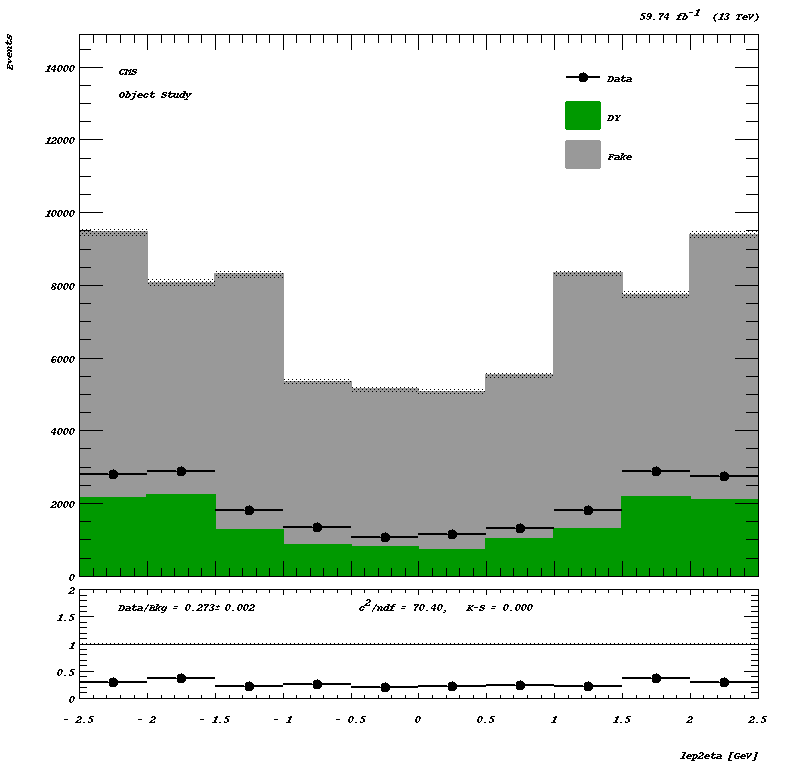 59.74 fb-1 (13 TeV)
Events
CMS
Object Study
Data
DY
Fake
14000
12000
10000
8000
6000
4000
2000
0
2
1.5
1
0.5
0
Data/Bkg = 0.273± 0.002 c2/ndf = 70.40, K-S = 0.000
- 2.5 - 2 - 1.5 - 1 - 0.5 0 0.5 1 1.5 2 2.5
lep2eta [GeV]